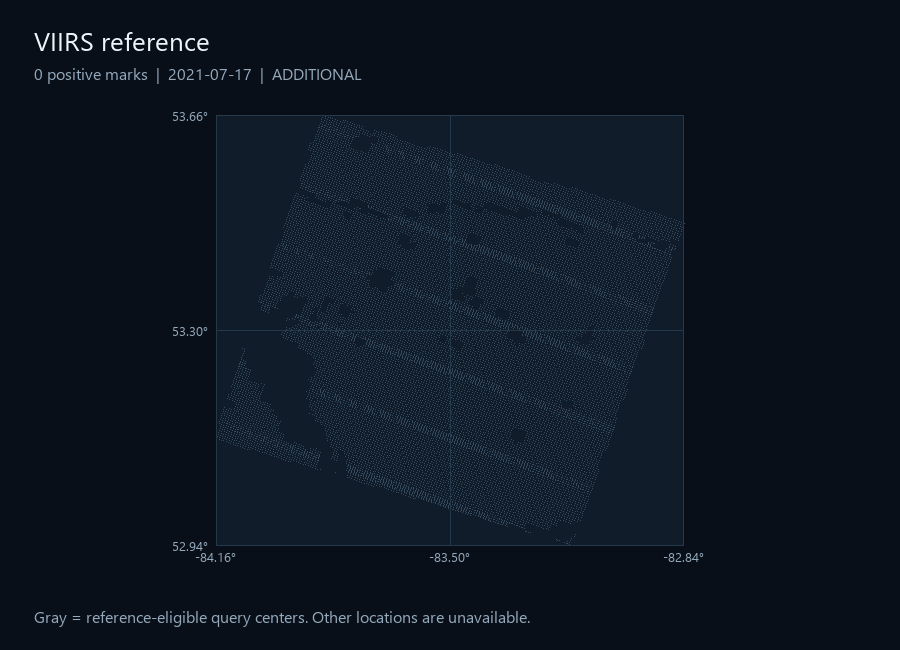 VIIRS reference
0 positive marks | 2021-07-17 | ADDITIONAL
53.66°
53.30°
52.94°
-84.16°
-83.50°
-82.84°
Gray = reference-eligible query centers. Other locations are unavailable.